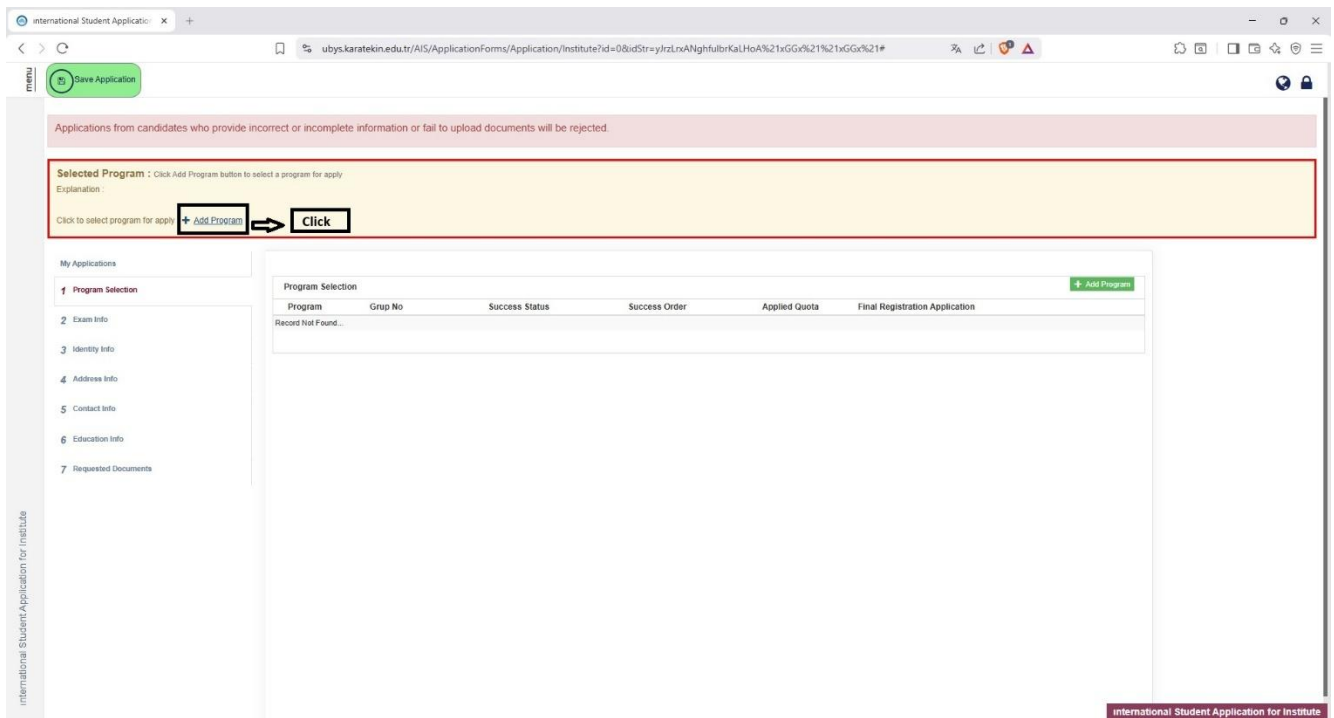 international Student Application
ubys.karatekin.edu.tr/AIS/ApplicationForms/Application/Institute?id=0&idStr=yJrzLrxANghfulbrKaLHoA%21xGGx%21%21xGGx%21#
menu
Save Application
Applications from candidates who provide incorrect or incomplete information or fail to upload documents will be rejected.
Selected Program : Click Add Program button to select a program for apply
Explanation :
Click to select program for apply + Add Program Click
My Applications
1 Program Selection
2 Exam Info
3 Identity Info
4 Address Info
5 Contact Info
6 Education Info
7 Requested Documents
Program Selection + Add Program
Program Grup No Success Status Success Order Applied Quota Final Registration Application
Record Not Found...
international Student Application for Institute
international Student Application for Institute